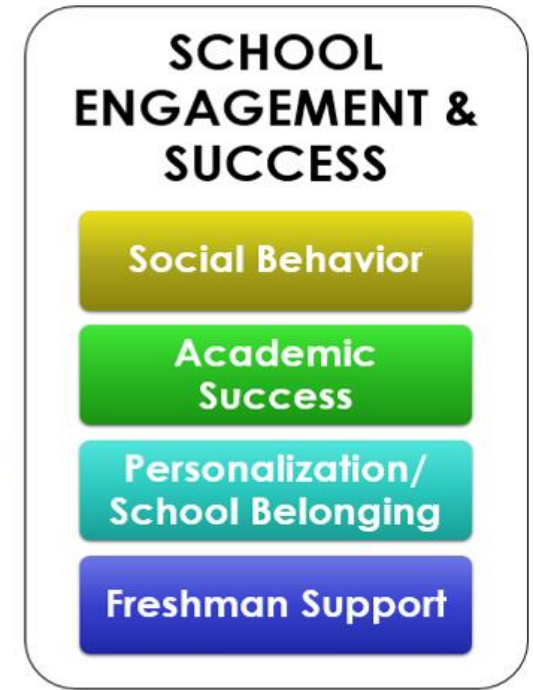 SCHOOL
ENGAGEMENT &
SUCCESS
Social Behavior
Academic
Success
Personalization/
School Belonging
Freshman Support